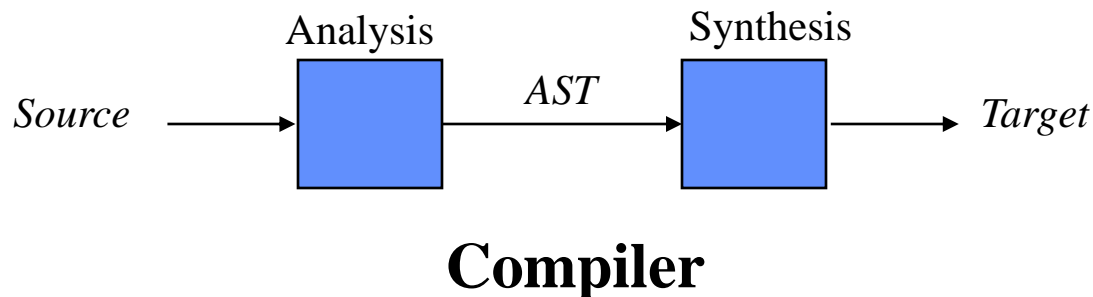 Analysis
Synthesis
Source
AST
Target
Compiler